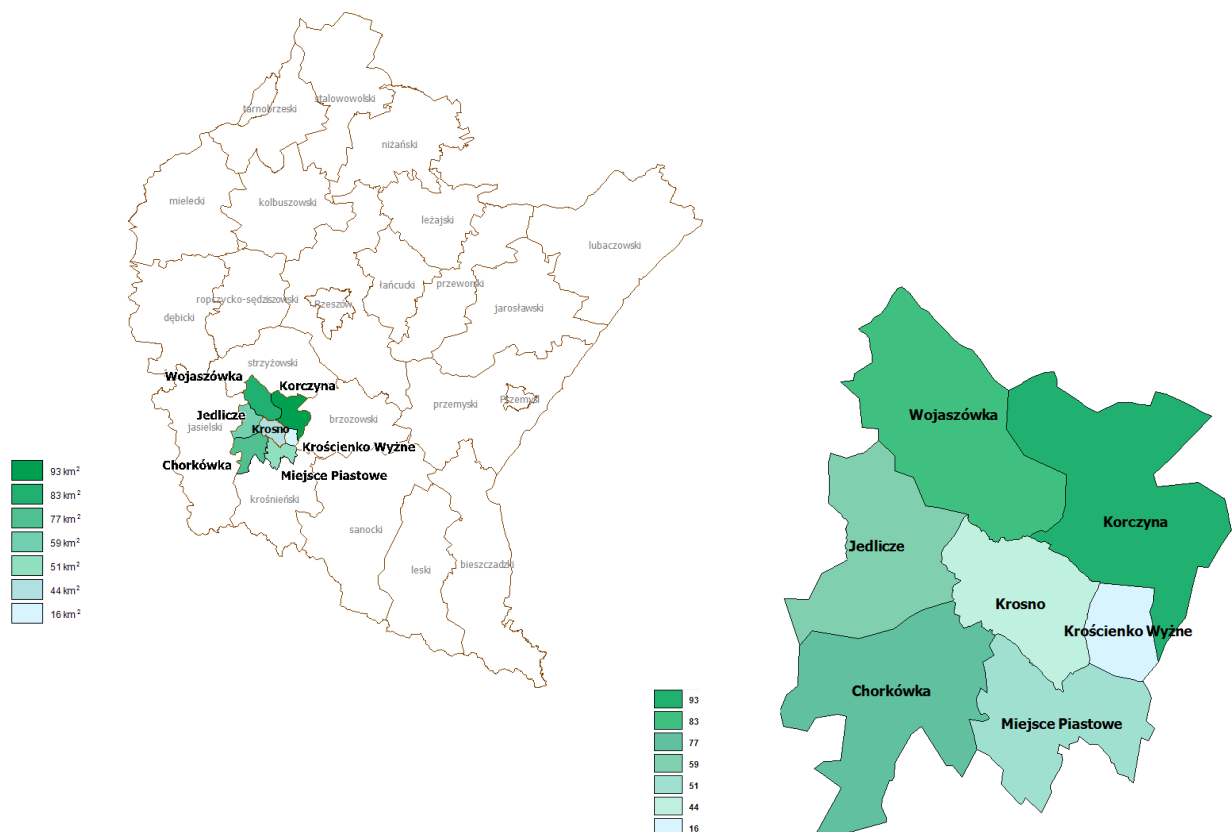 stalowowolski
tarnobrzeski
niżański
mielecki
kolbuszowski
leżajski
lubaczowski
ropczycko-sędziszowski
Rzeszów
łańcucki
przeworski
jarosławski
dębicki
strzyżowski
Wojaszówka
Korczyna
Przemyśl
przemyski
brzozowski
jasielski
Jedlicze
Krosno
Krościenko Wyżne
Chorkówka
Miejsce Piastowe
krośnieński
sanocki
leski
bieszczadzki
93 km²
83 km²
77 km²
59 km²
51 km²
44 km²
16 km²
Wojaszówka
Korczyna
Jedlicze
Krosno
Krościenko Wyżne
Chorkówka
Miejsce Piastowe
93
83
77
59
51
44
16